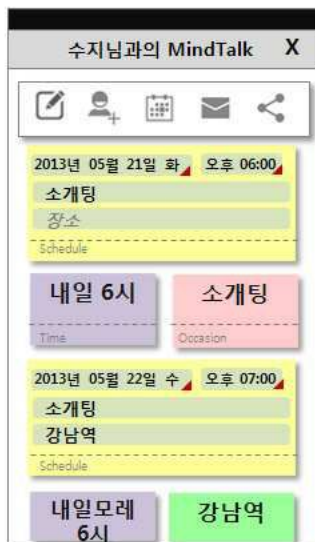 수지님과의 MindTalk X
2013년 05월 21일 화 오후 06:00
소개팅
장소
Schedule
내일 6시 소개팅
Time Occasion
2013년 05월 22일 수 오후 07:00
소개팅
강남역
Schedule
내일모레 강남역
6시